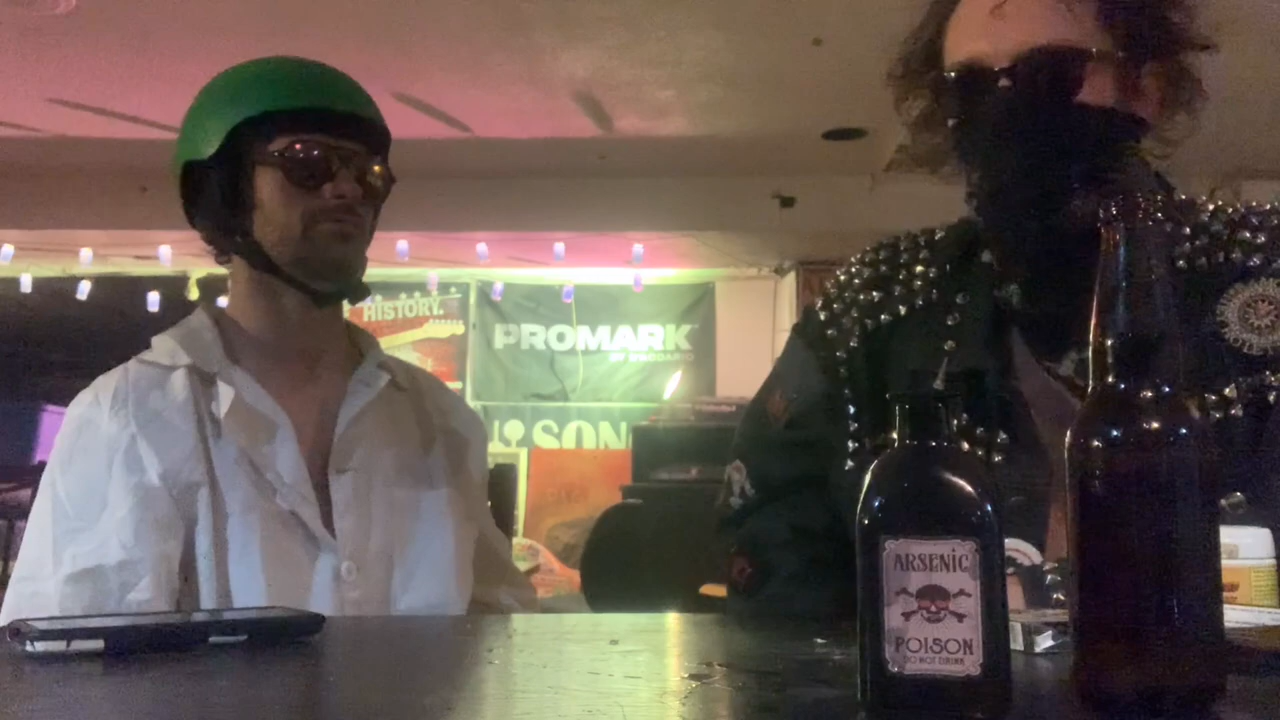 HISTORY.
PROMARK
BY D'ADDARIO
SON
ARSENIC
POISON
DO NOT DRINK